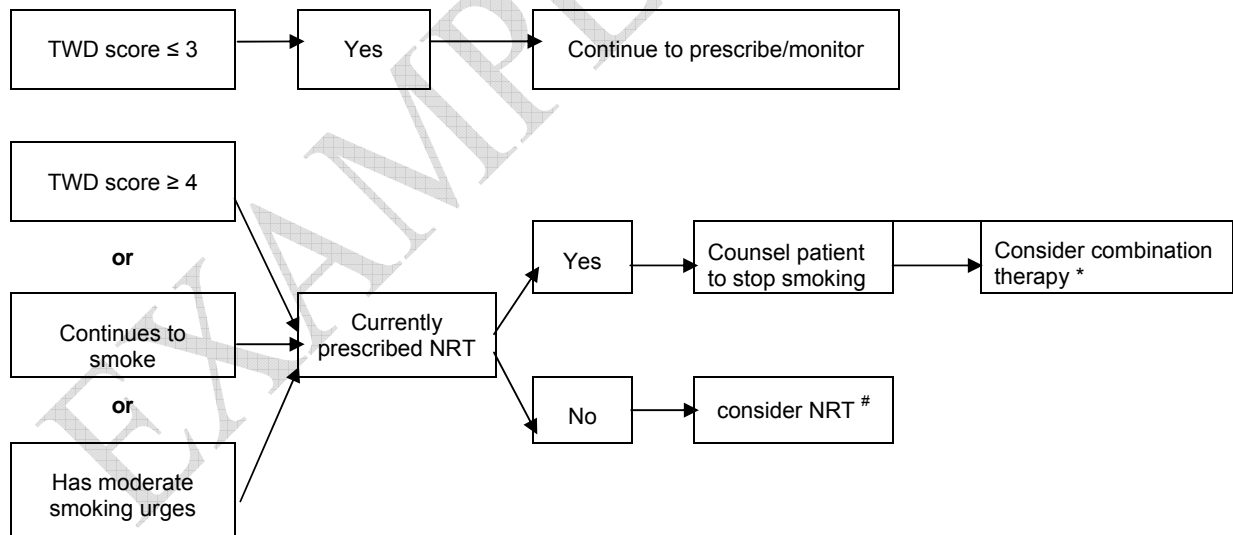 TWD score ≤ 3
Yes
Continue to prescribe/monitor
TWD score ≥ 4
or
Continues to
smoke
or
Has moderate
smoking urges
Currently
prescribed NRT
Yes
Counsel patient
to stop smoking
Consider combination
therapy *
No
consider NRT #
EXAMPLE